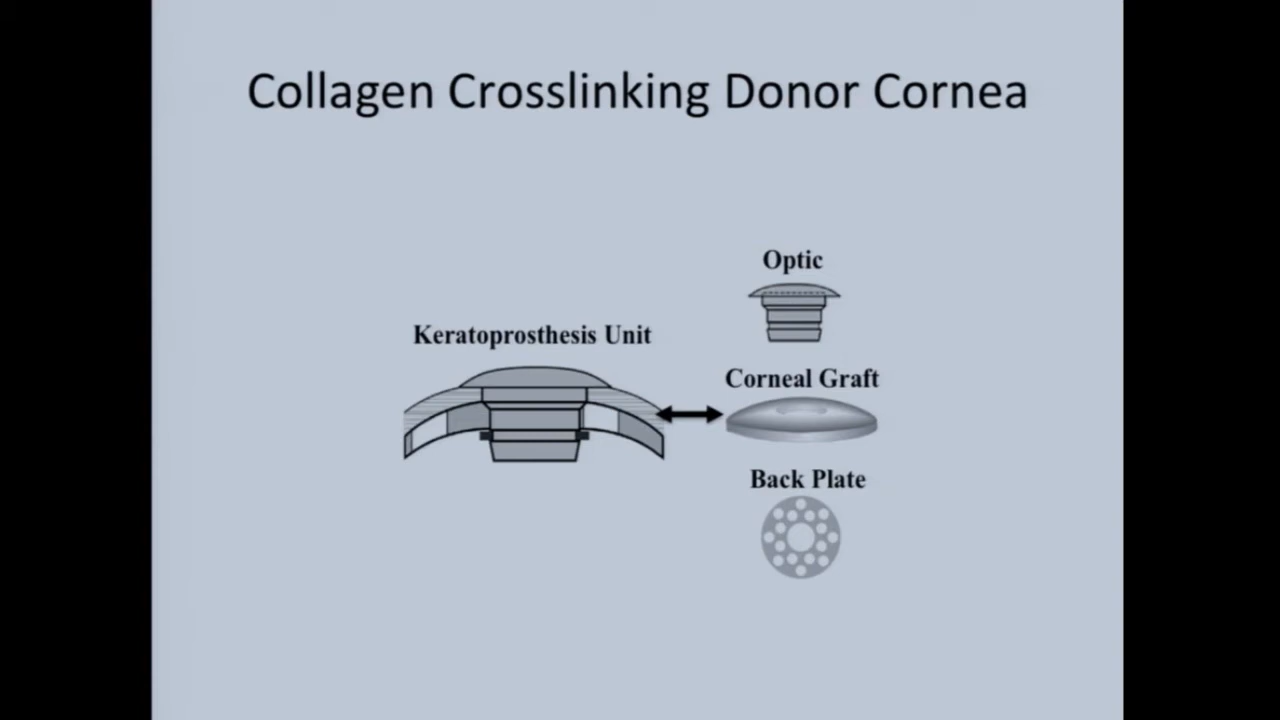 Collagen Crosslinking Donor Cornea
Optic
Keratoprosthesis Unit
Corneal Graft
Back Plate